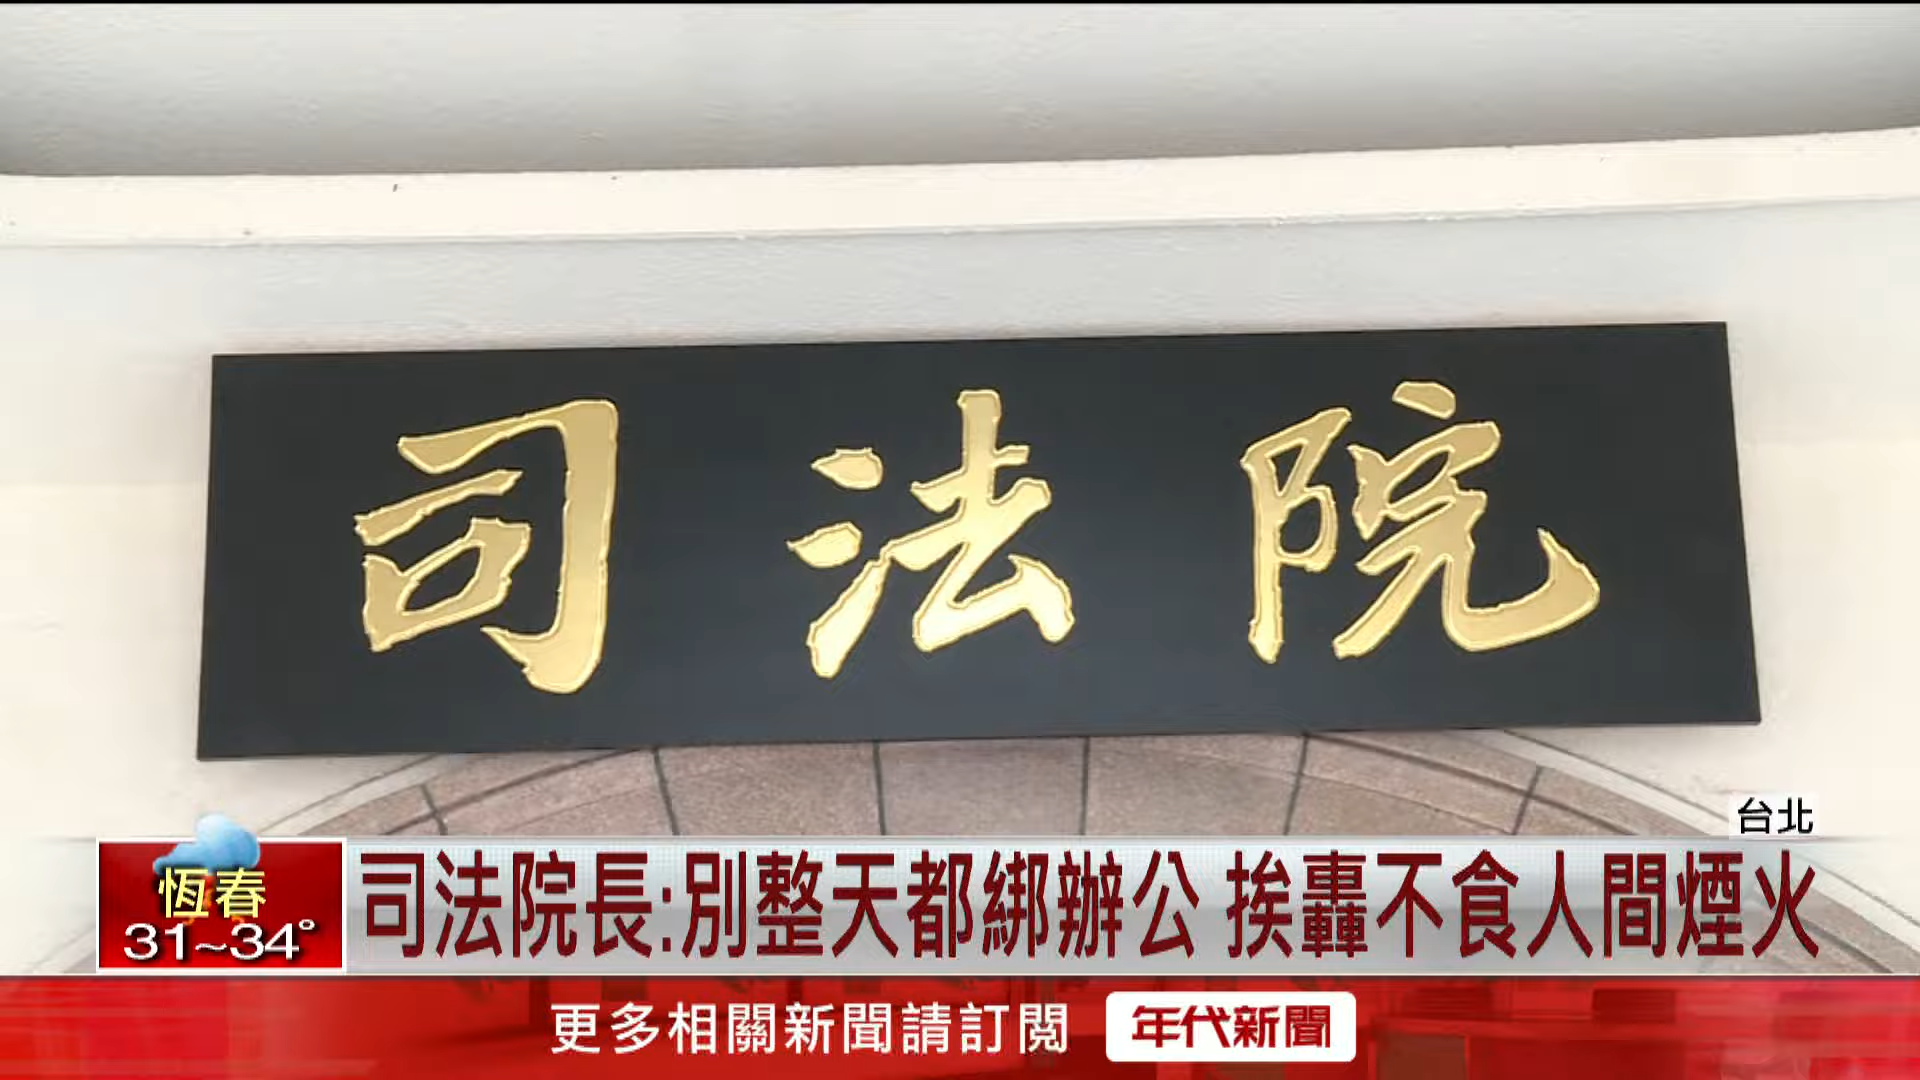 司法院
台北
恆春
31~34°
司法院長:別整天都綁辦公 挨轟不食人間煙火
更多相關新聞請訂閱 年代新聞